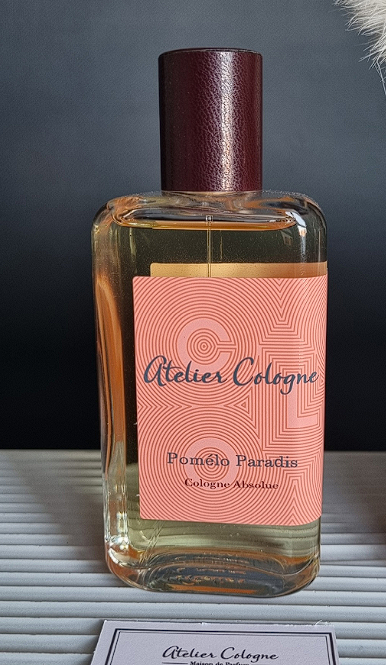 Atelier Cologne
Pomélo Paradis
Cologne Absolue
Atelier Cologne
Maison de Parfum